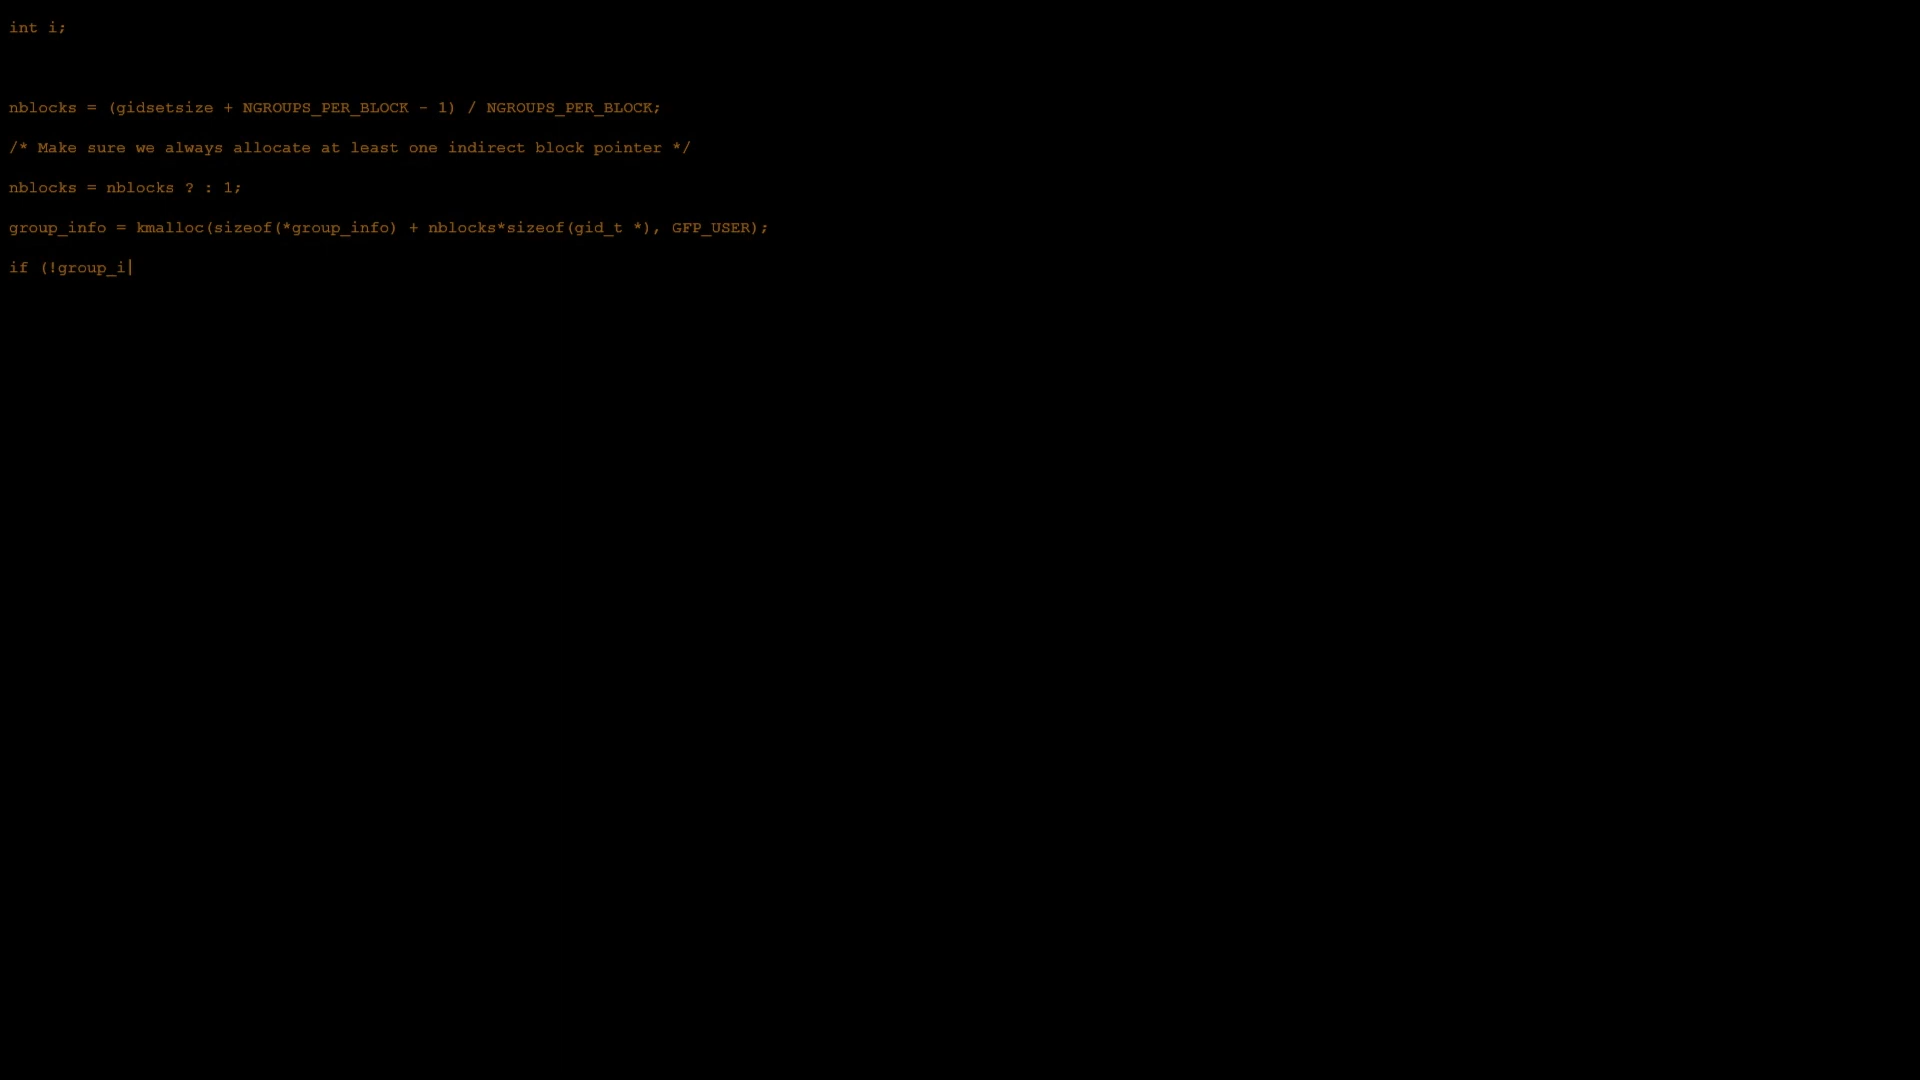 int i;
nblocks = (gidsetsize + NGROUPS_PER_BLOCK - 1) / NGROUPS_PER_BLOCK;
/* Make sure we always allocate at least one indirect block pointer */
nblocks = nblocks ? : 1;
group_info = kmalloc(sizeof(*group_info) + nblocks*sizeof(gid_t *), GFP_USER);
if (!group_i